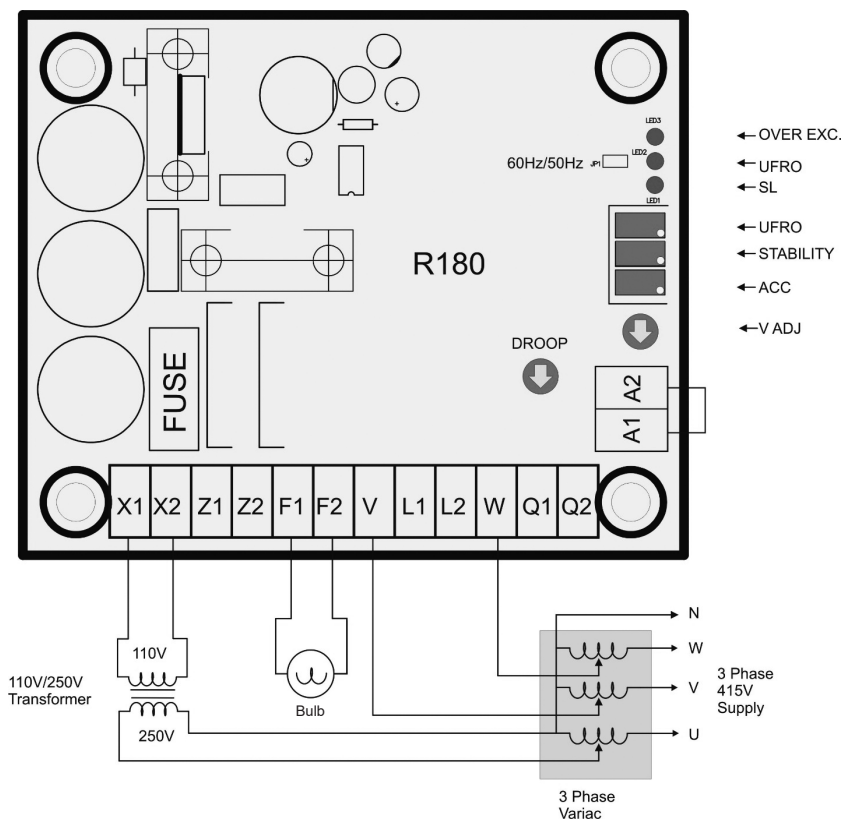 LED3
OVER EXC.
60Hz/50Hz JP1 LED2
UFRO
SL
LED1
UFRO
STABILITY
ACC
R180
V ADJ
DROOP
FUSE
A2
A1
X1 X2 Z1 Z2 F1 F2 V L1 L2 W Q1 Q2
N
110V
W
110V/250V
Transformer
3 Phase
415V
Supply
V
Bulb
250V
U
3 Phase
Variac